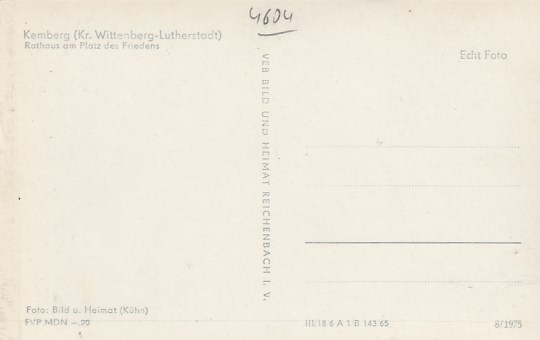 4604
Kemberg (Kr. Wittenberg-Lutherstadt)
Rathaus am Platz des Friedens
Echt Foto
VEB BILD UND HEIMAT REICHENBACH I. V.
Foto: Bild u. Heimat (Kühn)
EVP MDN —.20
III/18 6 A 1 B 143 65
8/1975